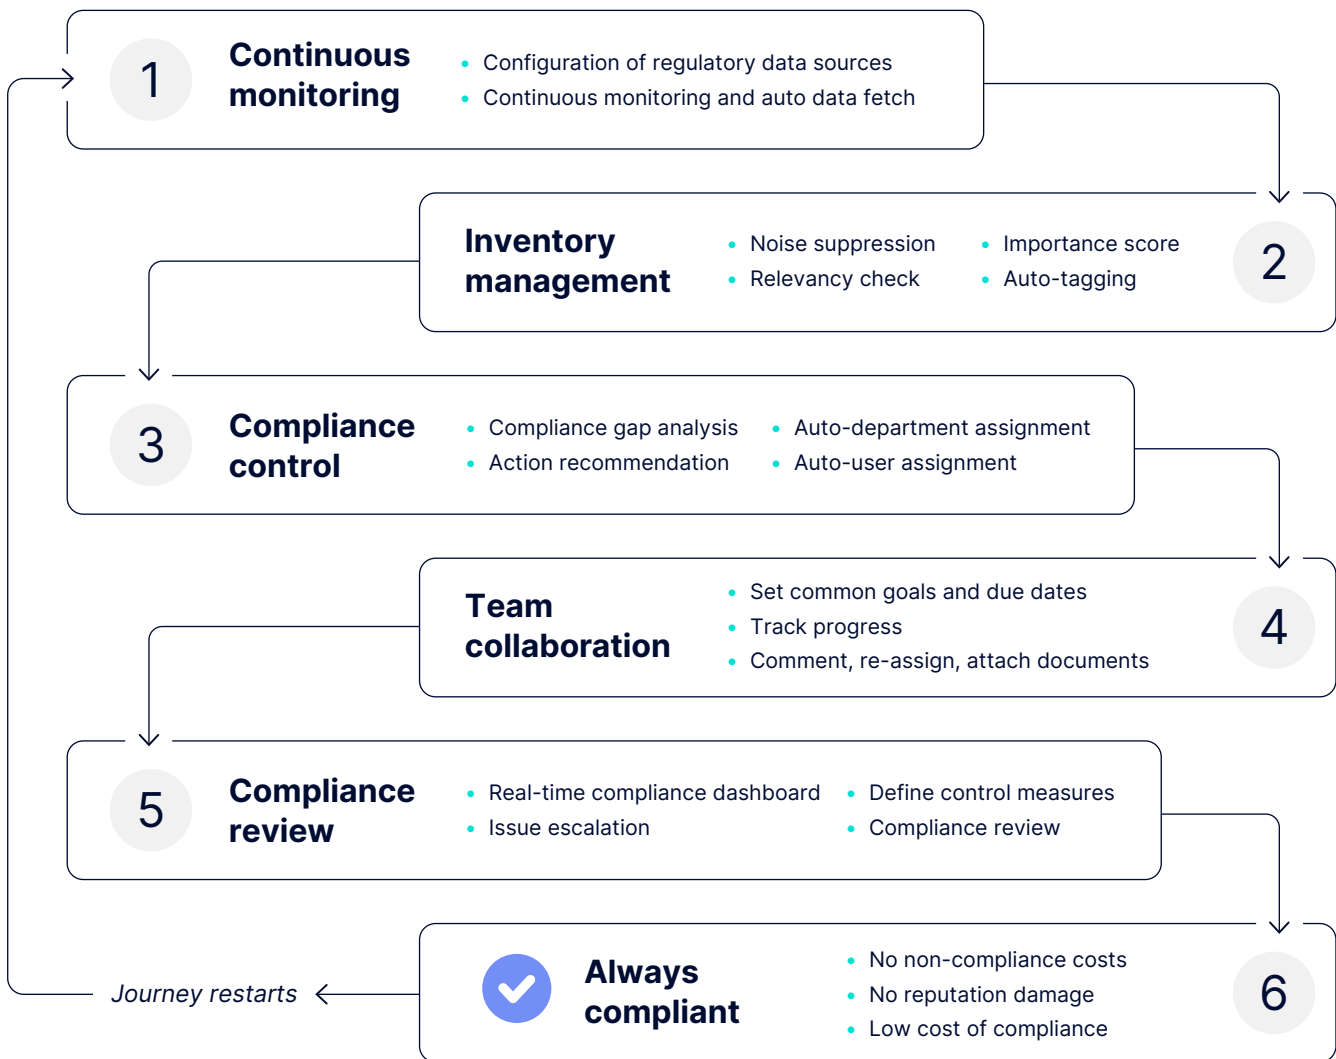 1
Continuous
monitoring
Configuration of regulatory data sources
Continuous monitoring and auto data fetch
Inventory
management
Noise suppression
Relevancy check
Importance score
Auto-tagging
2
3
Compliance
control
Compliance gap analysis
Action recommendation
Auto-department assignment
Auto-user assignment
Team
collaboration
Set common goals and due dates
Track progress
Comment, re-assign, attach documents
4
5
Compliance
review
Real-time compliance dashboard
Issue escalation
Define control measures
Compliance review
Always
compliant
No non-compliance costs
No reputation damage
Low cost of compliance
6
Journey restarts